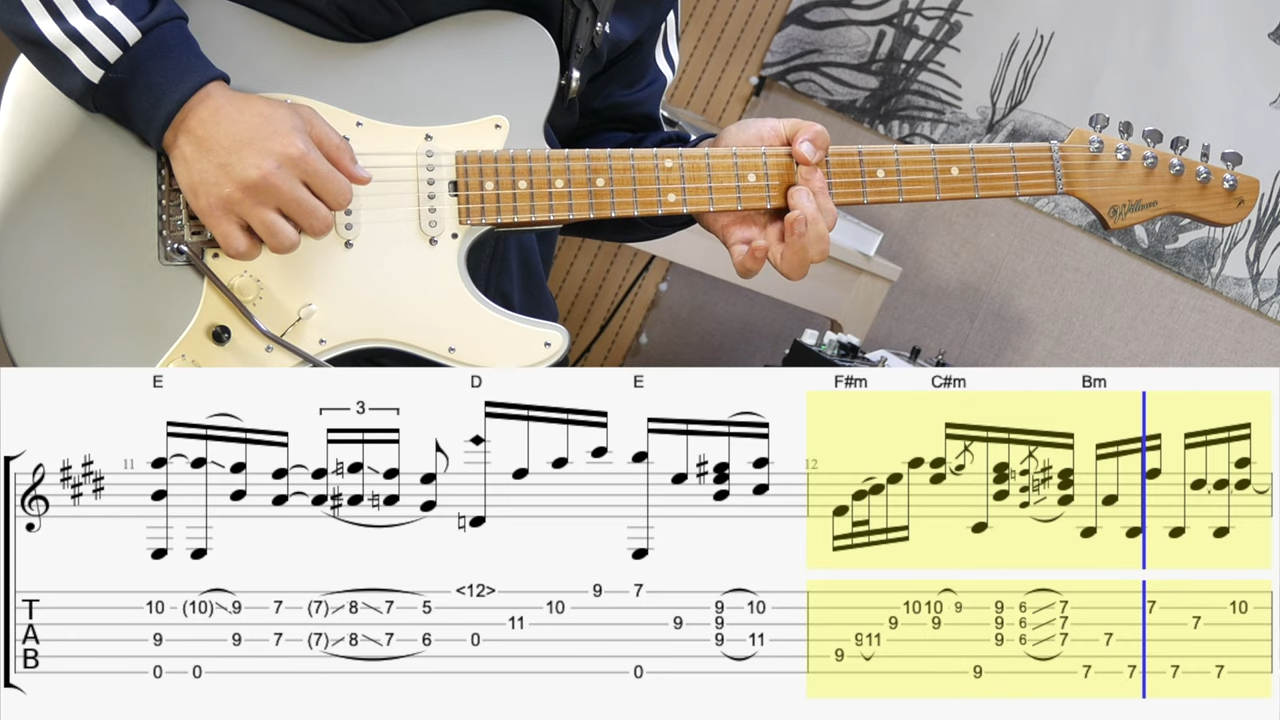 Williams
E D E F#m C#m Bm
3
11 12
<12> 9 7
10 (10) 9 7 (7) 8 7 5 10 9 10 10 10 9 9 6 7 7 10
11 9 9 9 9 9 6 7 7
9 9 7 (7) 8 7 6 0 9 11 9 11 9 6 7 7
9
0 0 0 9 7 7 7 7
T
A
B